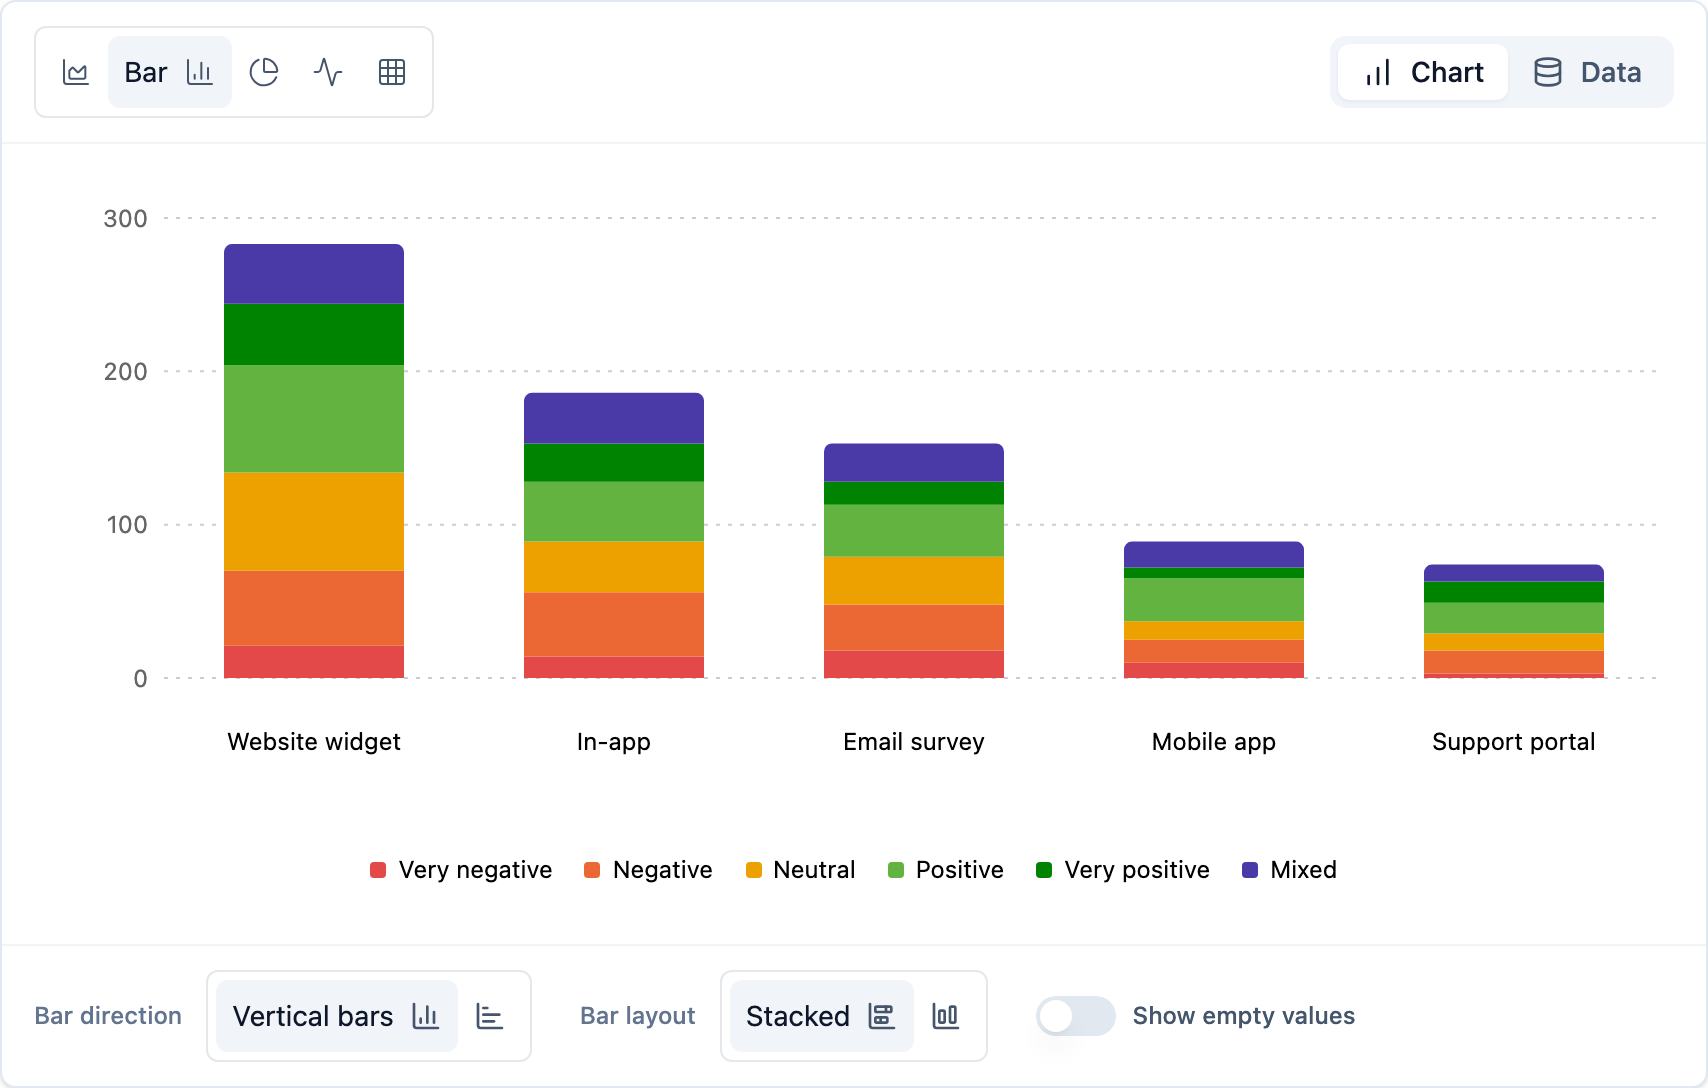 Bar
Chart
Data
300
200
100
0
Website widget
In-app
Email survey
Mobile app
Support portal
Very negative
Negative
Neutral
Positive
Very positive
Mixed
Bar direction
Vertical bars
Bar layout
Stacked
Show empty values